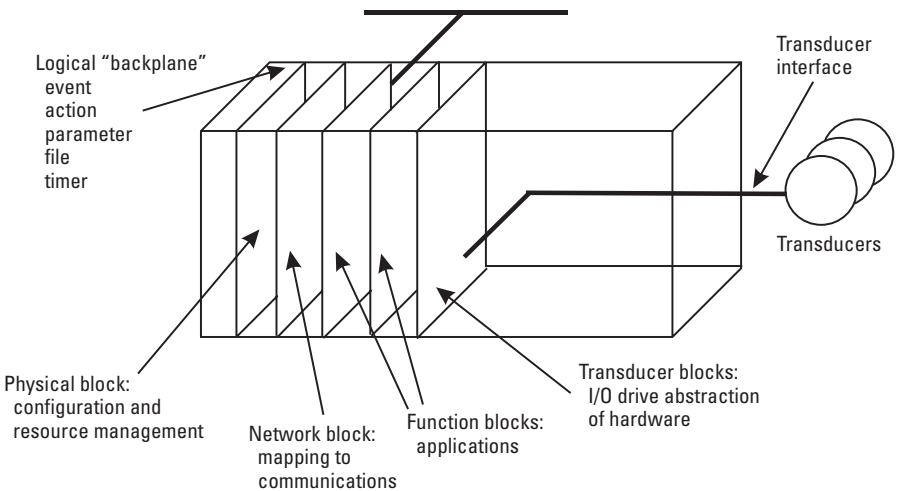 Logical “backplane”
event
action
parameter
file
timer
Transducer
interface
Transducers
Physical block:
configuration and
resource management
Network block:
mapping to
communications
Function blocks:
applications
Transducer blocks:
I/O drive abstraction
of hardware